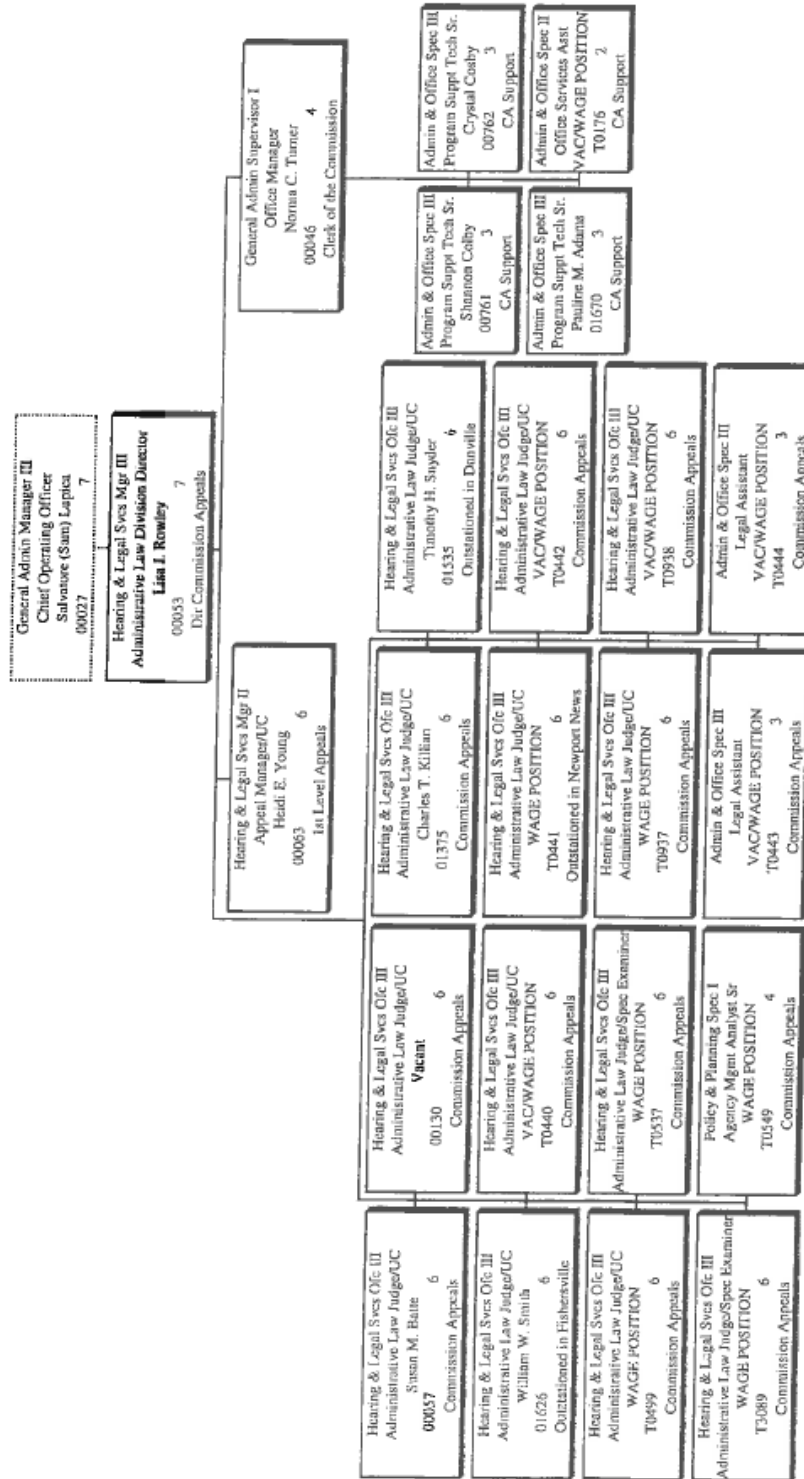 General Admin Manager III
Chief Operating Officer
Salvatore (Sam) Lupica
00027 7
Hearing & Legal Svcs Mgr III
Administrative Law Division Director
Lisa J. Rowley
00053 7
Dir Commission Appeals
Hearing & Legal Svcs Mgr II
Appeal Manager/UC
Heidi E. Young
00063 6
1st Level Appeals
General Admin Supervisor I
Office Manager
Norma C. Turner
00046 4
Clerk of the Commission
Hearing & Legal Svcs Ofc III
Administrative Law Judge/UC
Susan M. Batte
00057 6
Commission Appeals
Hearing & Legal Svcs Ofc III
Administrative Law Judge/UC
Vacant
00130 6
Commission Appeals
Hearing & Legal Svcs Ofc III
Administrative Law Judge/UC
Charles T. Killian
01375 6
Commission Appeals
Hearing & Legal Svcs Ofc III
Administrative Law Judge/UC
Timothy H. Snyder
01535 6
Outstationed in Danville
Admin & Office Spec III
Program Suppt Tech Sr.
Shannon Colby
00761 3
CA Support
Admin & Office Spec III
Program Suppt Tech Sr.
Crystal Cosby
00762 3
CA Support
Hearing & Legal Svcs Ofc III
Administrative Law Judge/UC
William W. Smith
01626 6
Outztationed in Fishersville
Hearing & Legal Svcs Ofc III
Administrative Law Judge/UC
VAC/WAGE POSITION
T0440 6
Commission Appeals
Hearing & Legal Svcs Ofc III
Administrative Law Judge/UC
WAGE POSITION
T0441 6
Outstationed in Newport News
Hearing & Legal Svcs Ofc III
Administrative Law Judge/UC
VAC/WAGE POSITION
T0442 6
Commission Appeals
Admin & Office Spec III
Program Suppt Tech Sr.
Pauline M. Adams
01670 3
CA Support
Admin & Office Spec II
Office Services Asst
VAC/WAGE POSITION
T0176 2
CA Support
Hearing & Legal Svcs Ofc III
Administrative Law Judge/UC
WAGE POSITION
T0499 6
Commission Appeals
Hearing & Legal Svcs Ofc III
Administrative Law Judge/Spec Examiner
WAGE POSITION
T0537 6
Commission Appeals
Hearing & Legal Svcs Ofc III
Administrative Law Judge/UC
WAGE POSITION
T0937 6
Commission Appeals
Hearing & Legal Svcs Ofc III
Administrative Law Judge/UC
VAC/WAGE POSITION
T0938 6
Commission Appeals
Hearing & Legal Svcs Ofc III
Administrative Law Judge/Spec Examiner
WAGE POSITION
T3089 6
Commission Appeals
Policy & Planning Spec I
Agency Mgmt Analyst Sr
WAGE POSITION
T0549 4
Commission Appeals
Admin & Office Spec III
Legal Assistant
VAC/WAGE POSITION
T0443 3
Commission Appeals
Admin & Office Spec III
Legal Assistant
VAC/WAGE POSITION
T0444 3
Commission Appeals